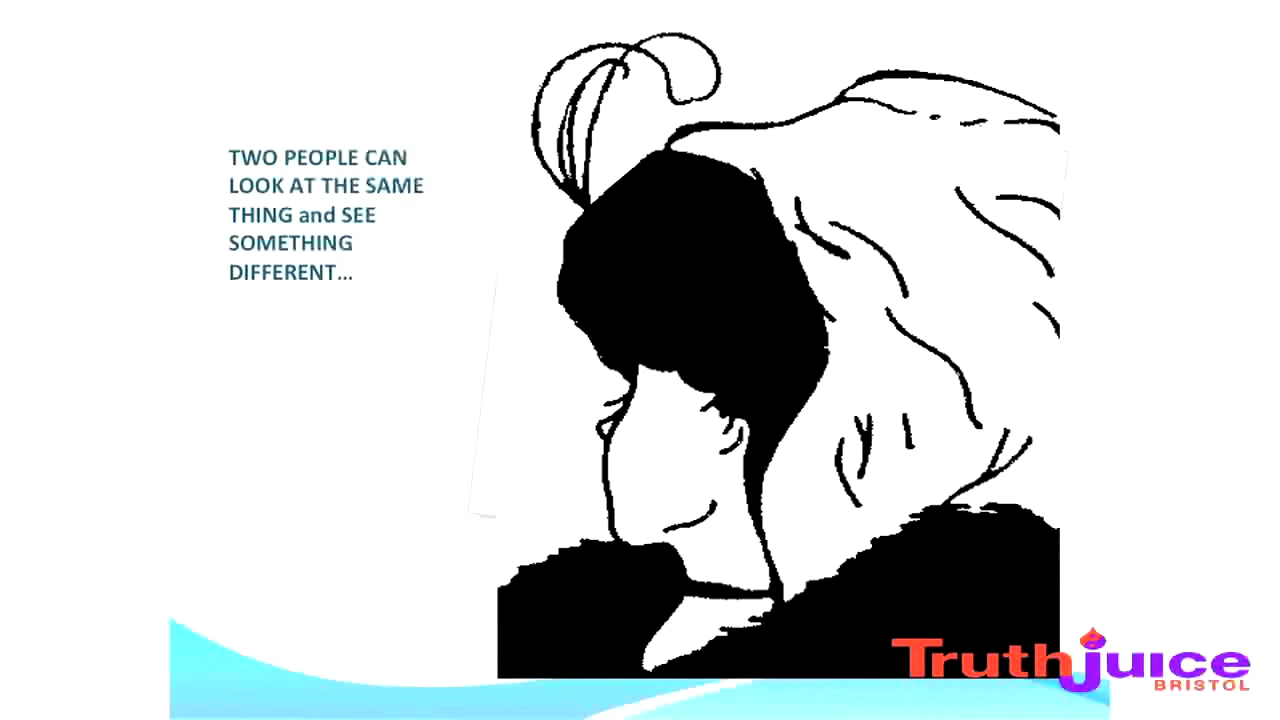 TWO PEOPLE CAN
LOOK AT THE SAME
THING and SEE
SOMETHING
DIFFERENT...
Truthjuice
BRISTOL